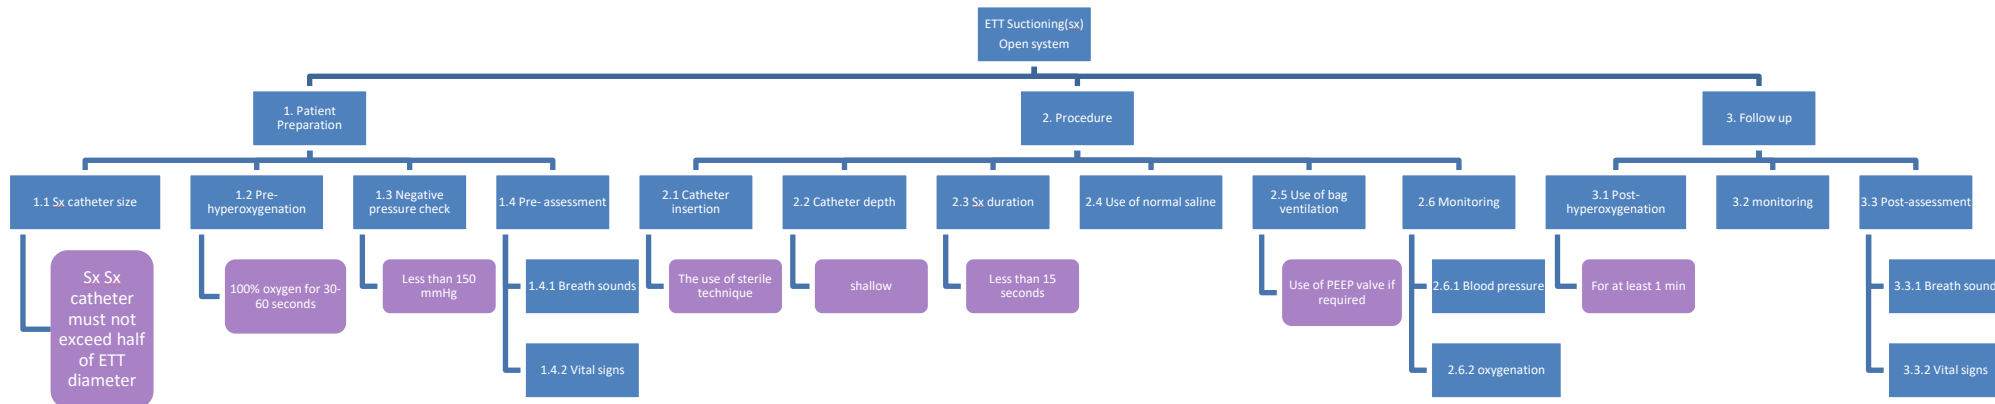 ETT Suctioning(sx)
Open system
1. Patient
Preparation
2. Procedure
3. Follow up
1.1 Sx catheter size
1.2 Pre-
hyperoxygenation
1.3 Negative
pressure check
1.4 Pre- assessment
2.1 Catheter
insertion
2.2 Catheter depth
2.3 Sx duration
2.4 Use of normal saline
2.5 Use of bag
ventilation
2.6 Monitoring
3.1 Post-
hyperoxygenation
3.2 monitoring
3.3 Post-assessment
Sx Sx
catheter
must not
exceed half
of ETT
diameter
100% oxygen for 30-
60 seconds
Less than 150
mmHg
1.4.1 Breath sounds
1.4.2 Vital signs
The use of sterile
technique
shallow
Less than 15
seconds
Use of PEEP valve if
required
2.6.1 Blood pressure
2.6.2 oxygenation
For at least 1 min
3.3.1 Breath sound
3.3.2 Vital signs